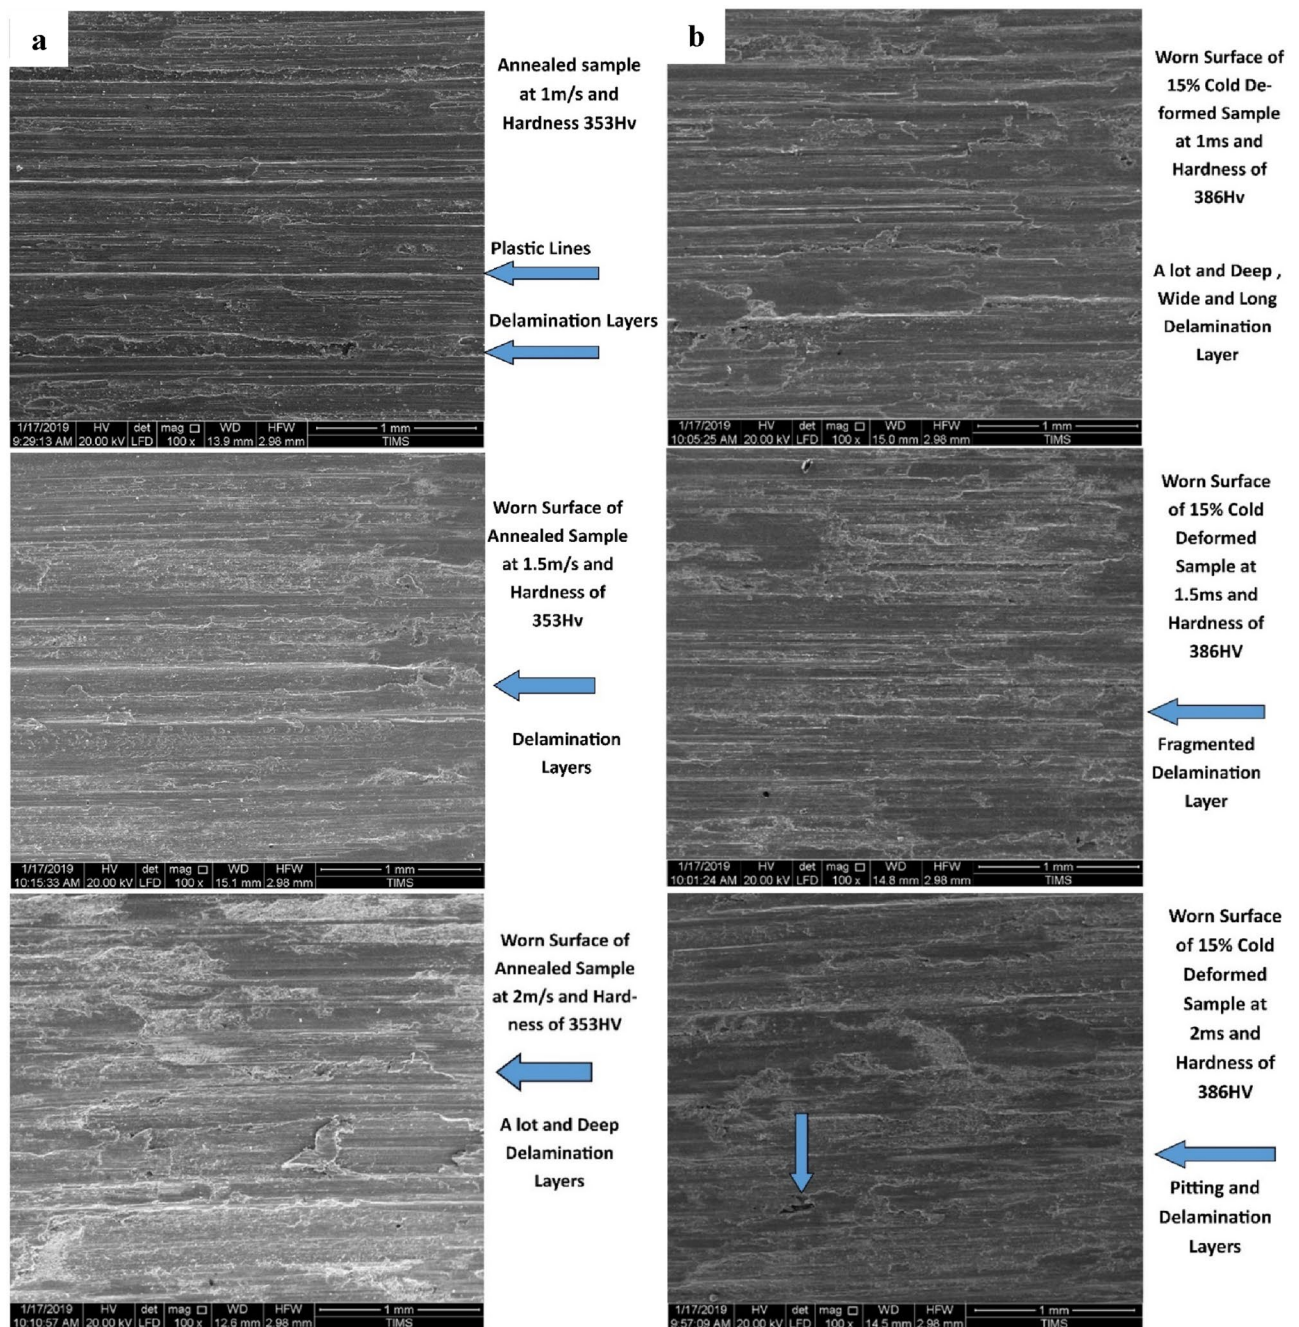 a
Annealed sample
at 1m/s and
Hardness 353Hv
Plastic Lines
Delamination Layers
1/17/2019 HV det mag WD HFW 1 mm
9:29:13 AM 20.00 kV LFD 100 x 13.9 mm 2.98 mm TIMS
Worn Surface of
Annealed Sample
at 1.5m/s and
Hardness of
353Hv
Delamination
Layers
1/17/2019 HV det mag WD HFW 1 mm
10:15:33 AM 20.00 kV LFD 100 x 15.1 mm 2.98 mm TIMS
Worn Surface of
Annealed Sample
at 2m/s and Hard-
ness of 353HV
A lot and Deep
Delamination
Layers
1/17/2019 HV det mag WD HFW 1 mm
10:10:57 AM 20.00 kV LFD 100 x 12.6 mm 2.98 mm TIMS
b
Worn Surface of
15% Cold De-
formed Sample
at 1ms and
Hardness of
386Hv
A lot and Deep ,
Wide and Long
Delamination
Layer
1/17/2019 HV det mag WD HFW 1 mm
10:05:25 AM 20.00 kV LFD 100 x 15.0 mm 2.98 mm TIMS
Worn Surface
of 15% Cold
Deformed
Sample at
1.5ms and
Hardness of
386HV
Fragmented
Delamination
Layer
1/17/2019 HV det mag WD HFW 1 mm
10:01:24 AM 20.00 kV LFD 100 x 14.8 mm 2.98 mm TIMS
Worn Surface
of 15% Cold
Deformed
Sample at
2ms and
Hardness of
386HV
Pitting and
Delamination
Layers
1/17/2019 HV det mag WD HFW 1 mm
9:57:09 AM 20.00 kV LFD 100 x 14.5 mm 2.98 mm TIMS